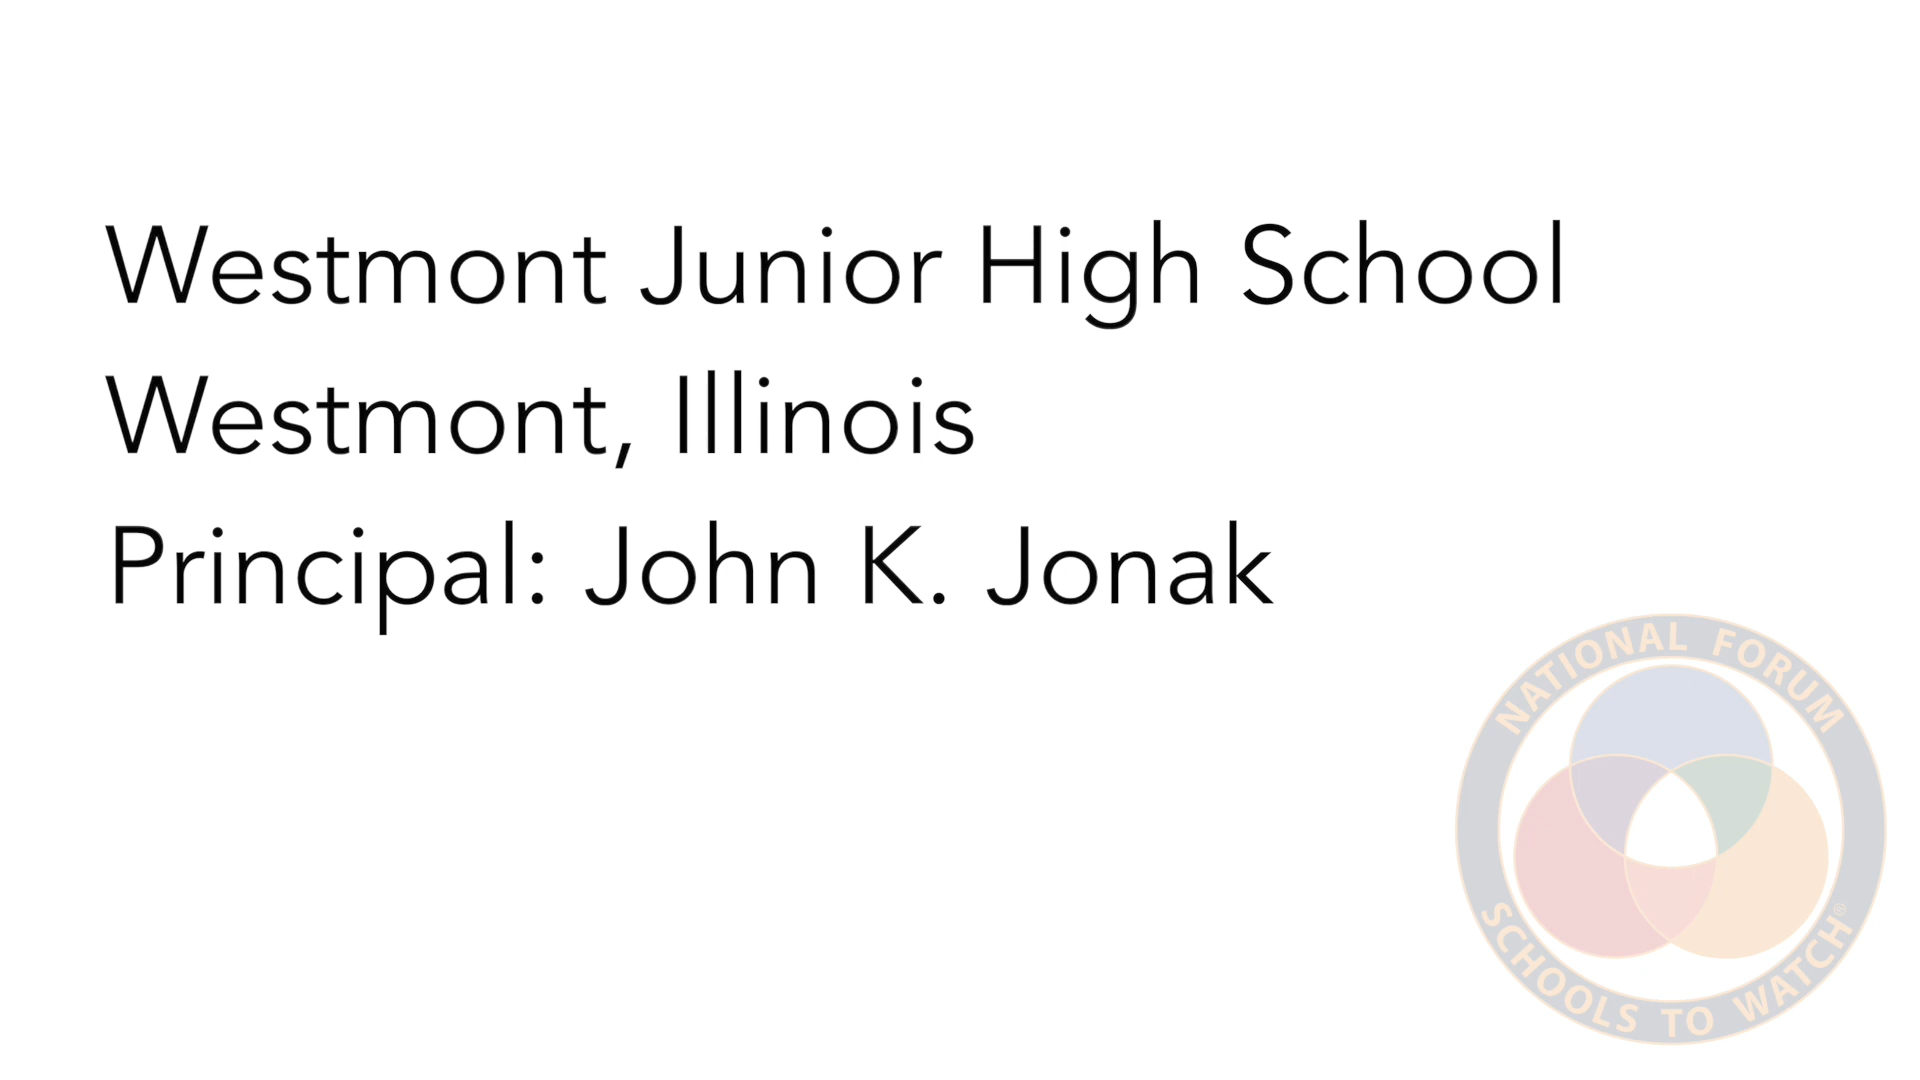 Westmont Junior High School
Westmont, Illinois
Principal: John K. Jonak
NATIONAL FORUM
SCHOOLS TO WATCH®